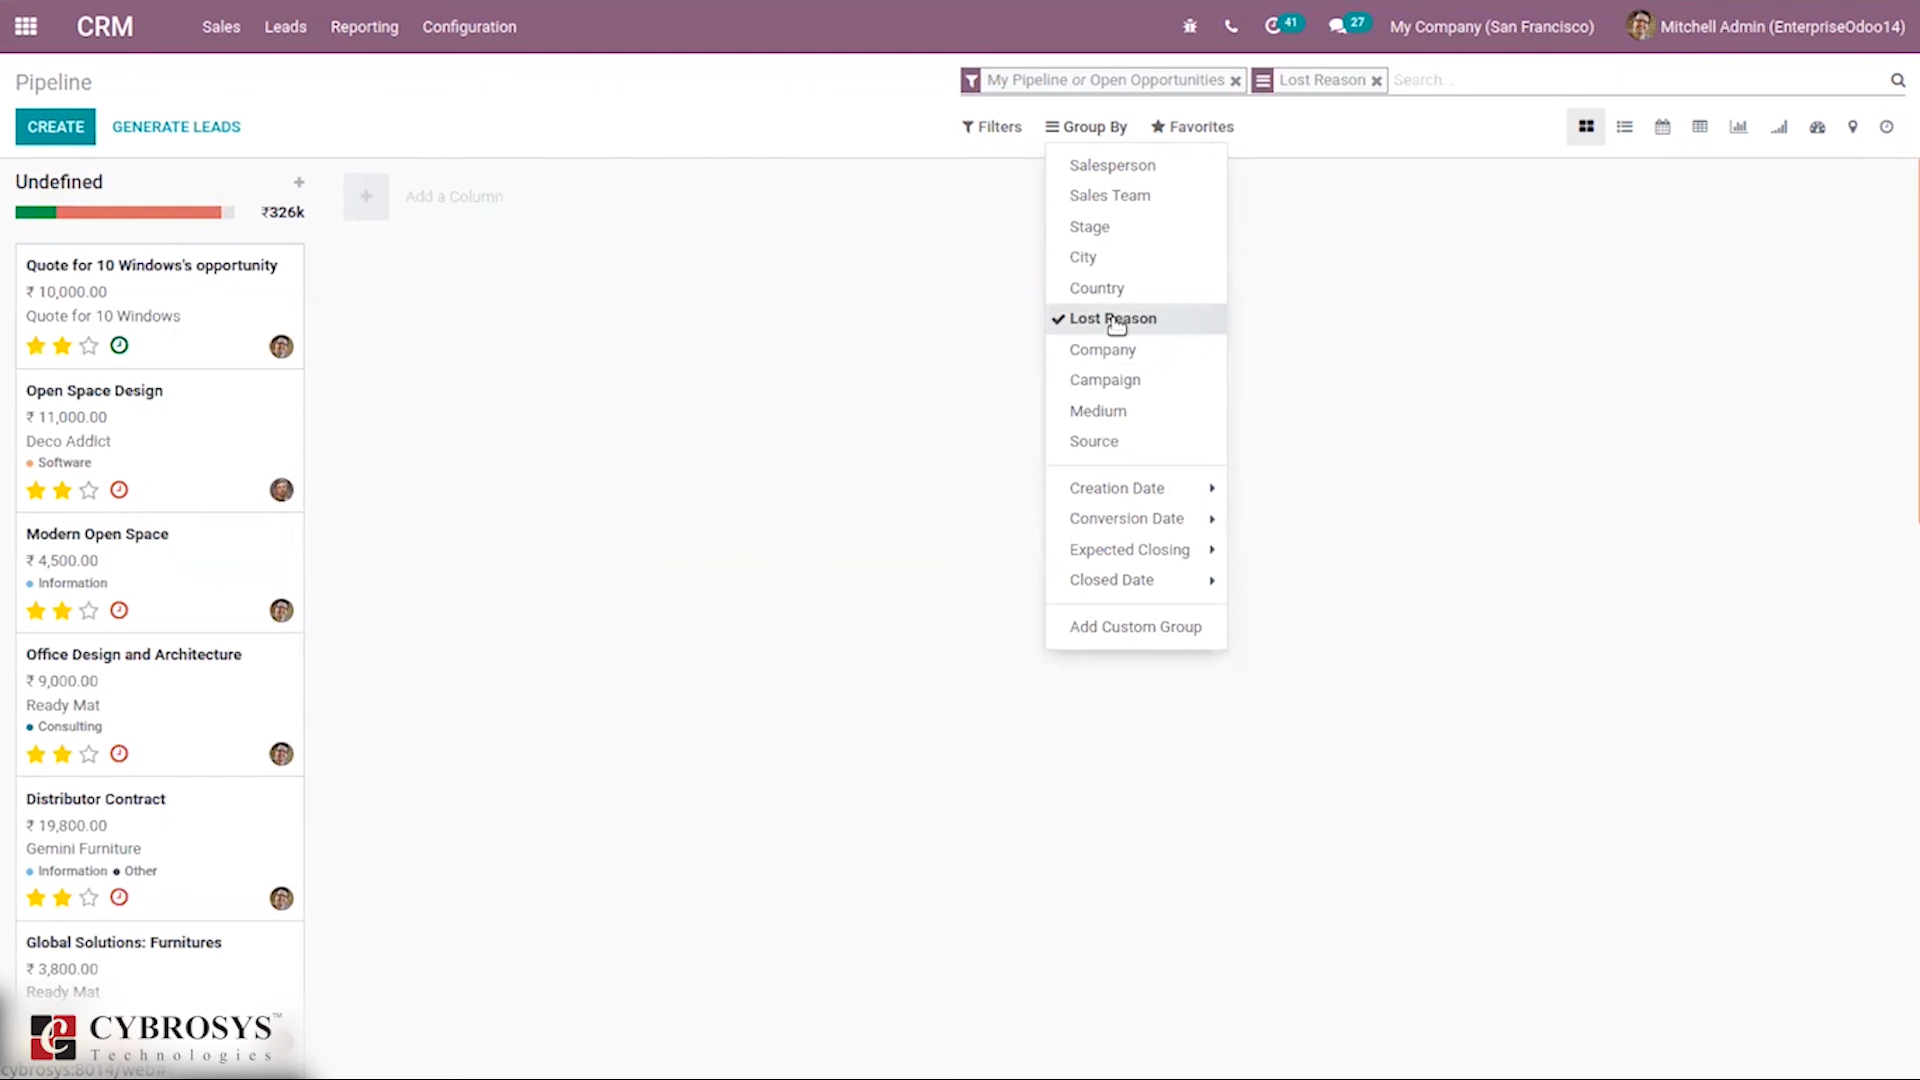 CRM Sales Leads Reporting Configuration 41 27 My Company (San Francisco) Mitchell Admin (EnterpriseOdoo14)
Pipeline
My Pipeline or Open Opportunities Lost Reason Search...
CREATE GENERATE LEADS
Filters Group By Favorites
Undefined
₹326k
Add a Column
Quote for 10 Windows's opportunity
₹ 10,000.00
Quote for 10 Windows
Open Space Design
₹ 11,000.00
Deco Addict
Software
Modern Open Space
₹ 4,500.00
Information
Office Design and Architecture
₹ 9,000.00
Ready Mat
Consulting
Distributor Contract
₹ 19,800.00
Gemini Furniture
Information Other
Global Solutions: Furnitures
₹ 3,800.00
Ready Mat
Salesperson
Sales Team
Stage
City
Country
Lost Reason
Company
Campaign
Medium
Source
Creation Date
Conversion Date
Expected Closing
Closed Date
Add Custom Group
CYBROSYS™
Technologies
cybrosys:8014/web#